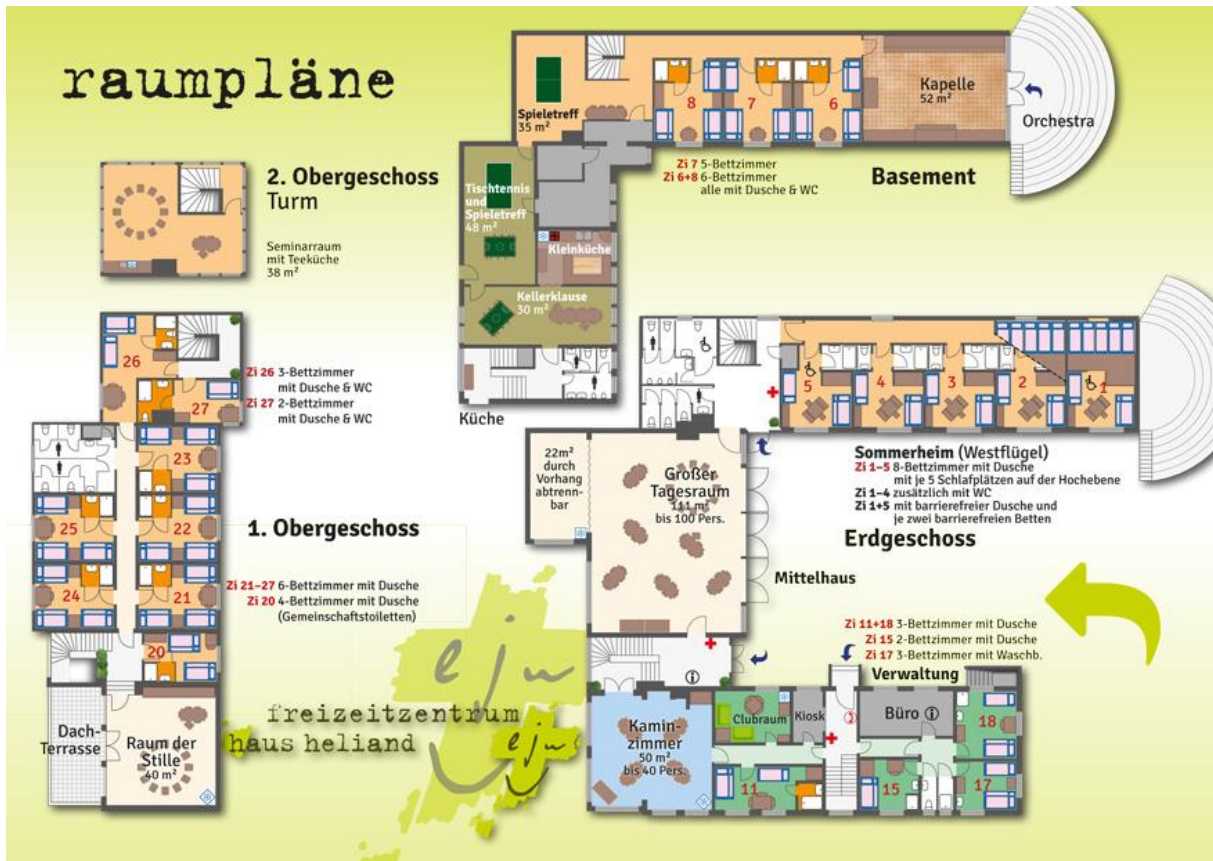 raumpläne
2. Obergeschoss
Turm
Seminarraum
mit Teeküche
38 m²
Spieletreff
35 m²
8
7
6
Kapelle
52 m²
Orchestra
Zi 7 5-Bettzimmer
Zi 6+8 6-Bettzimmer
alle mit Dusche & WC
Basement
Tischtennis
und
Spieletreff
48 m²
Kleinküche
Kellerklause
30 m²
Küche
26
27
Zi 26 3-Bettzimmer
mit Dusche & WC
Zi 27 2-Bettzimmer
mit Dusche & WC
23
25
22
24
21
20
1. Obergeschoss
Zi 21–27 6-Bettzimmer mit Dusche
Zi 20 4-Bettzimmer mit Dusche
(Gemeinschaftstoiletten)
Dach-
Terrasse
Raum der
Stille
40 m²
5
4
3
2
1
Sommerheim (Westflügel)
Zi 1–5 8-Bettzimmer mit Dusche
mit je 5 Schlafplätzen auf der Hochebene
Zi 1–4 zusätzlich mit WC
Zi 1+5 mit barrierefreier Dusche und
je zwei barrierefreien Betten
Erdgeschoss
22m²
durch
Vorhang
abtrenn-
bar
Großer
Tagesraum
111 m²
bis 100 Pers.
Mittelhaus
Zi 11+18 3-Bettzimmer mit Dusche
Zi 15 2-Bettzimmer mit Dusche
Zi 17 3-Bettzimmer mit Waschb.
Verwaltung
Kamin-
zimmer
50 m²
bis 40 Pers.
Clubraum
Kiosk
Büro
18
11
15
17
ejw
freizeitzentrum
haus heliand
ejw